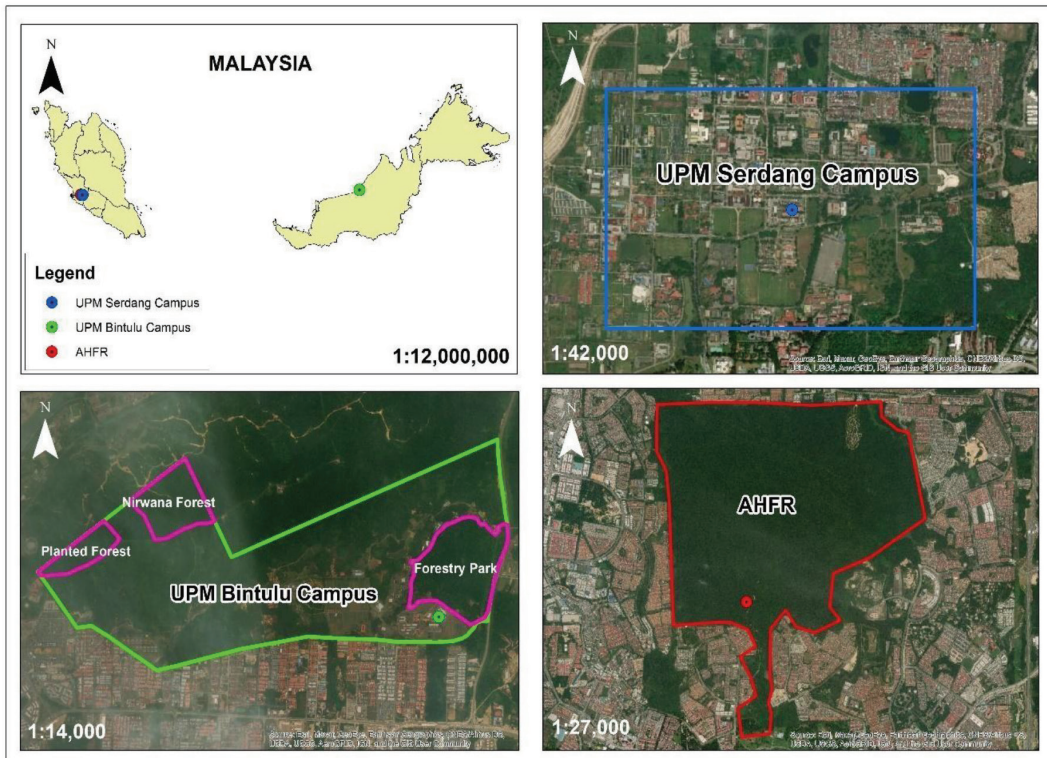 N
MALAYSIA
Legend
UPM Serdang Campus
UPM Bintulu Campus
AHFR
1:12,000,000
N
UPM Serdang Campus
1:42,000
N
Nirwana Forest
Planted Forest
Forestry Park
UPM Bintulu Campus
1:14,000
N
AHFR
1:27,000